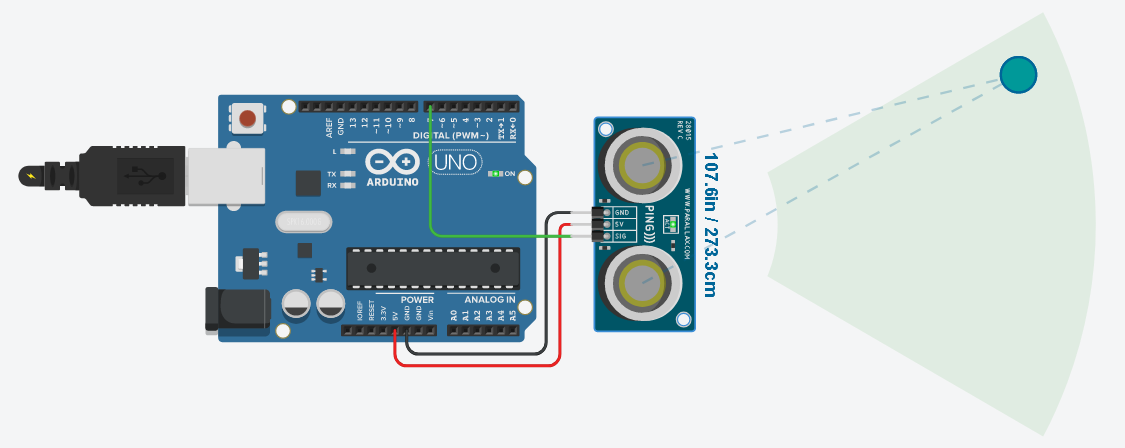 AREF
GND
13
12
~11
~10
~9
8
7
~6
~5
4
~3
2
TX→1
RX←0
DIGITAL (PWM~)
L
TX
RX
ARDUINO
UNO
ON
IOREF
RESET
3.3V
5V
GND
GND
Vin
POWER
ANALOG IN
A0
A1
A2
A3
A4
A5
28015
REV C
PING)))
WWW.PARALLAX.COM
ACT
GND
5V
SIG
107.6in / 273.3cm